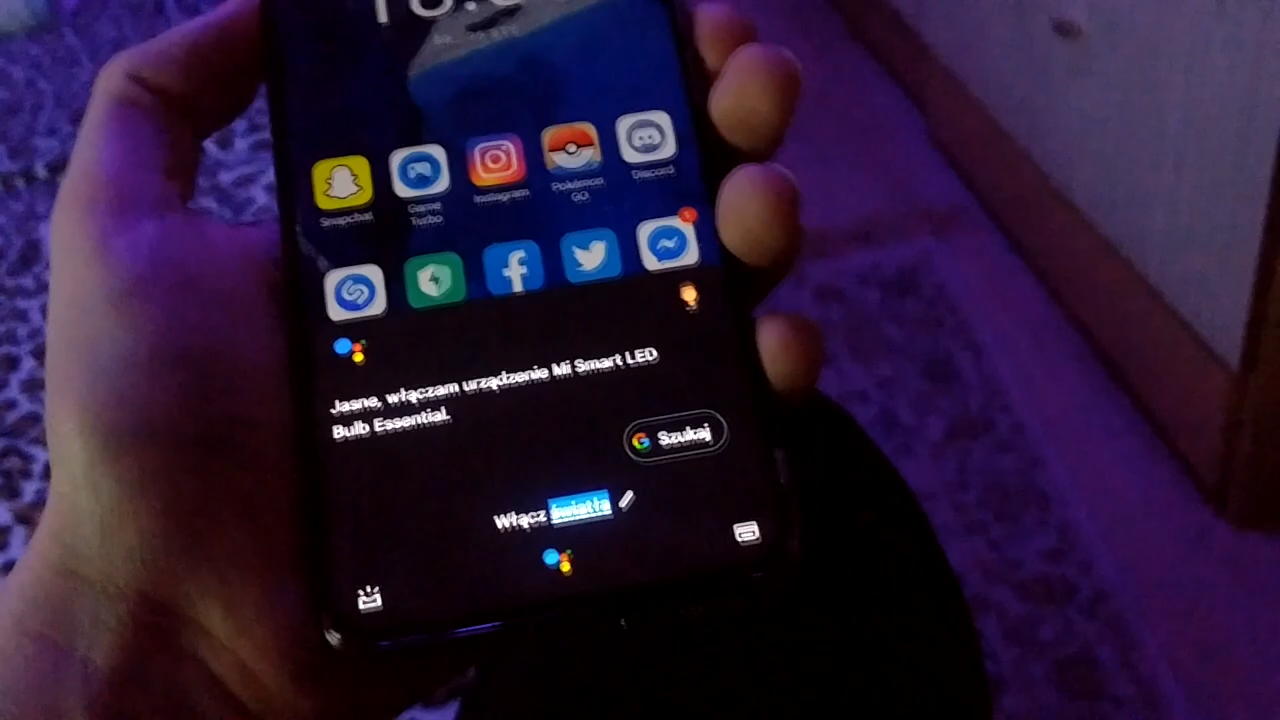 Snapchat
Game
Turbo
Instagram
Pokémon
GO
Discord
Jasne, włączam urządzenie Mi Smart LED
Bulb Essential.
Szukaj
Włącz światła